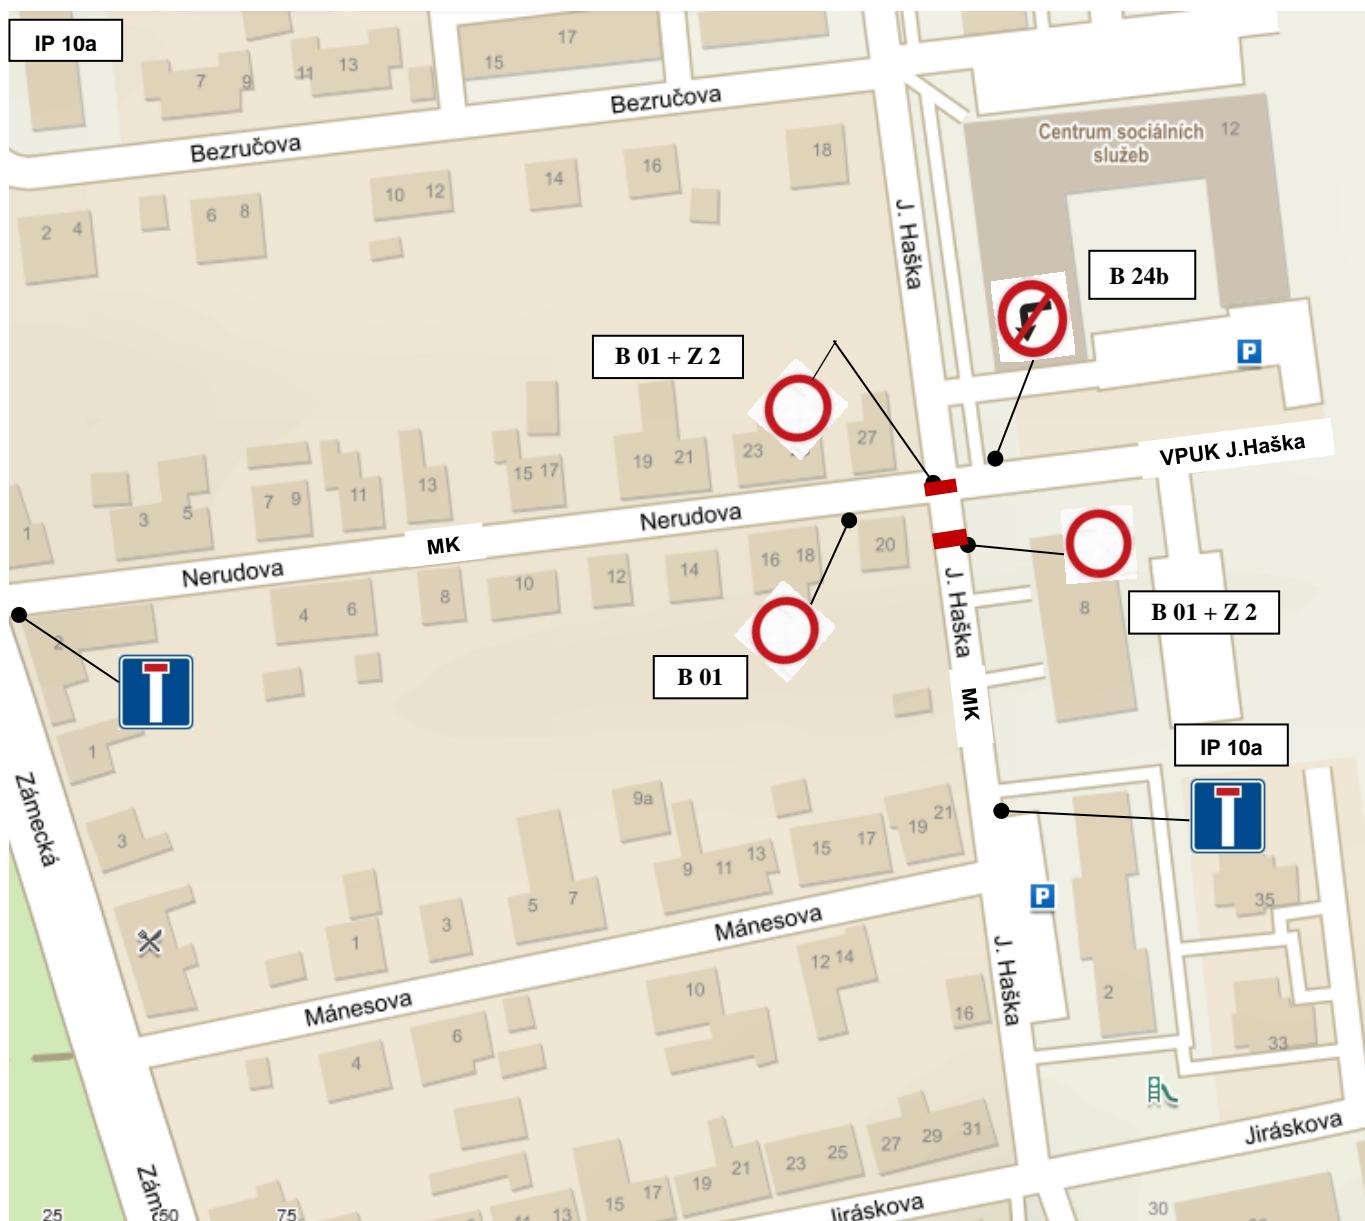 IP 10a
17
15
13
11
7
9
Bezručova
Bezručova
Centrum sociálních
služeb
12
18
16
14
10 12
6 8
2 4
J. Haška
B 24b
B 01 + Z 2
P
VPUK J.Haška
27
23
19 21
15 17
13
11
7 9
3 5
1
Nerudova
MK
Nerudova
20
16 18
14
12
10
8
4 6
2
J. Haška
8
B 01 + Z 2
B 01
MK
IP 10a
1
3
Zámecká
9a
19 21
15 17
9 11 13
5 7
3
1
P
35
Mánesova
Mánesova
J. Haška
12 14
10
16
6
4
2
33
Jiráskova
27 29 31
23 25
19 21
15 17
13
11
Jiráskova
30
25
50
75